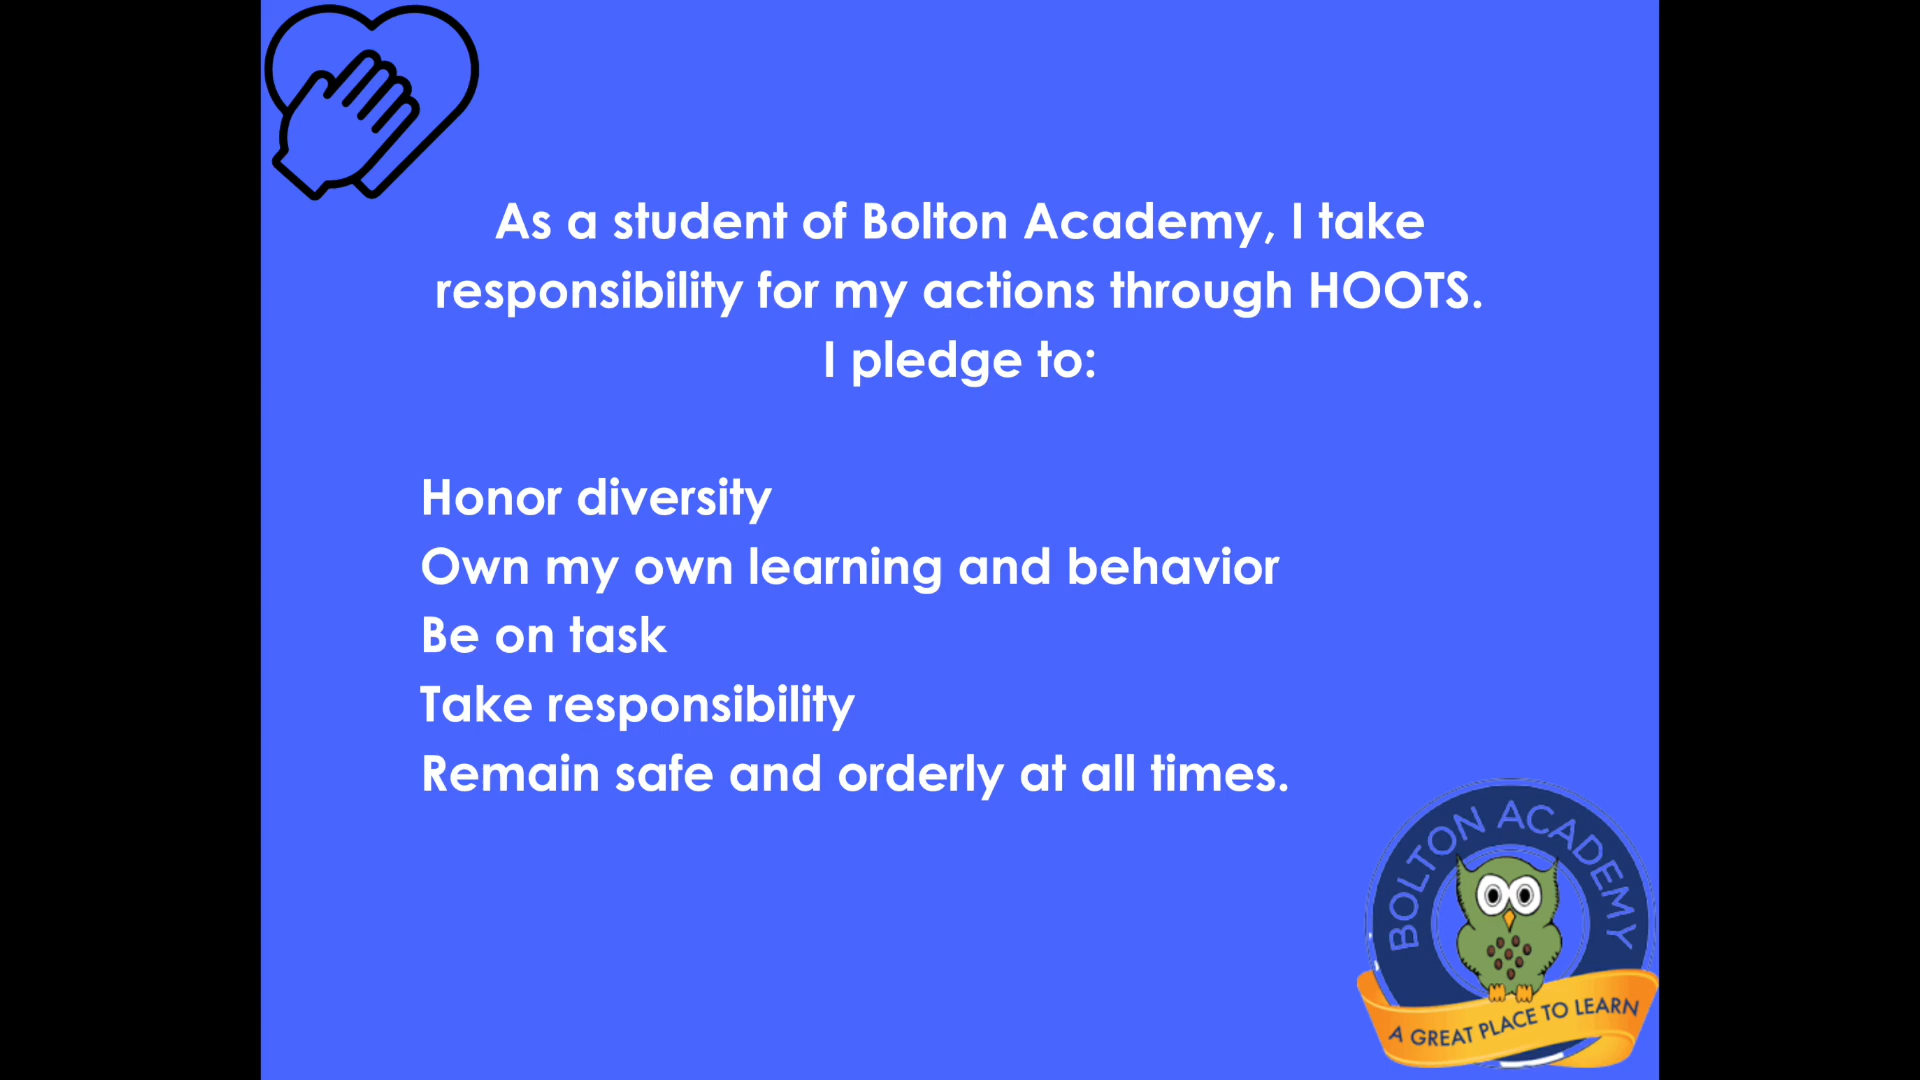 As a student of Bolton Academy, I take
responsibility for my actions through HOOTS.
I pledge to:
Honor diversity
Own my own learning and behavior
Be on task
Take responsibility
Remain safe and orderly at all times.
BOLTON ACADEMY
A GREAT PLACE TO LEARN